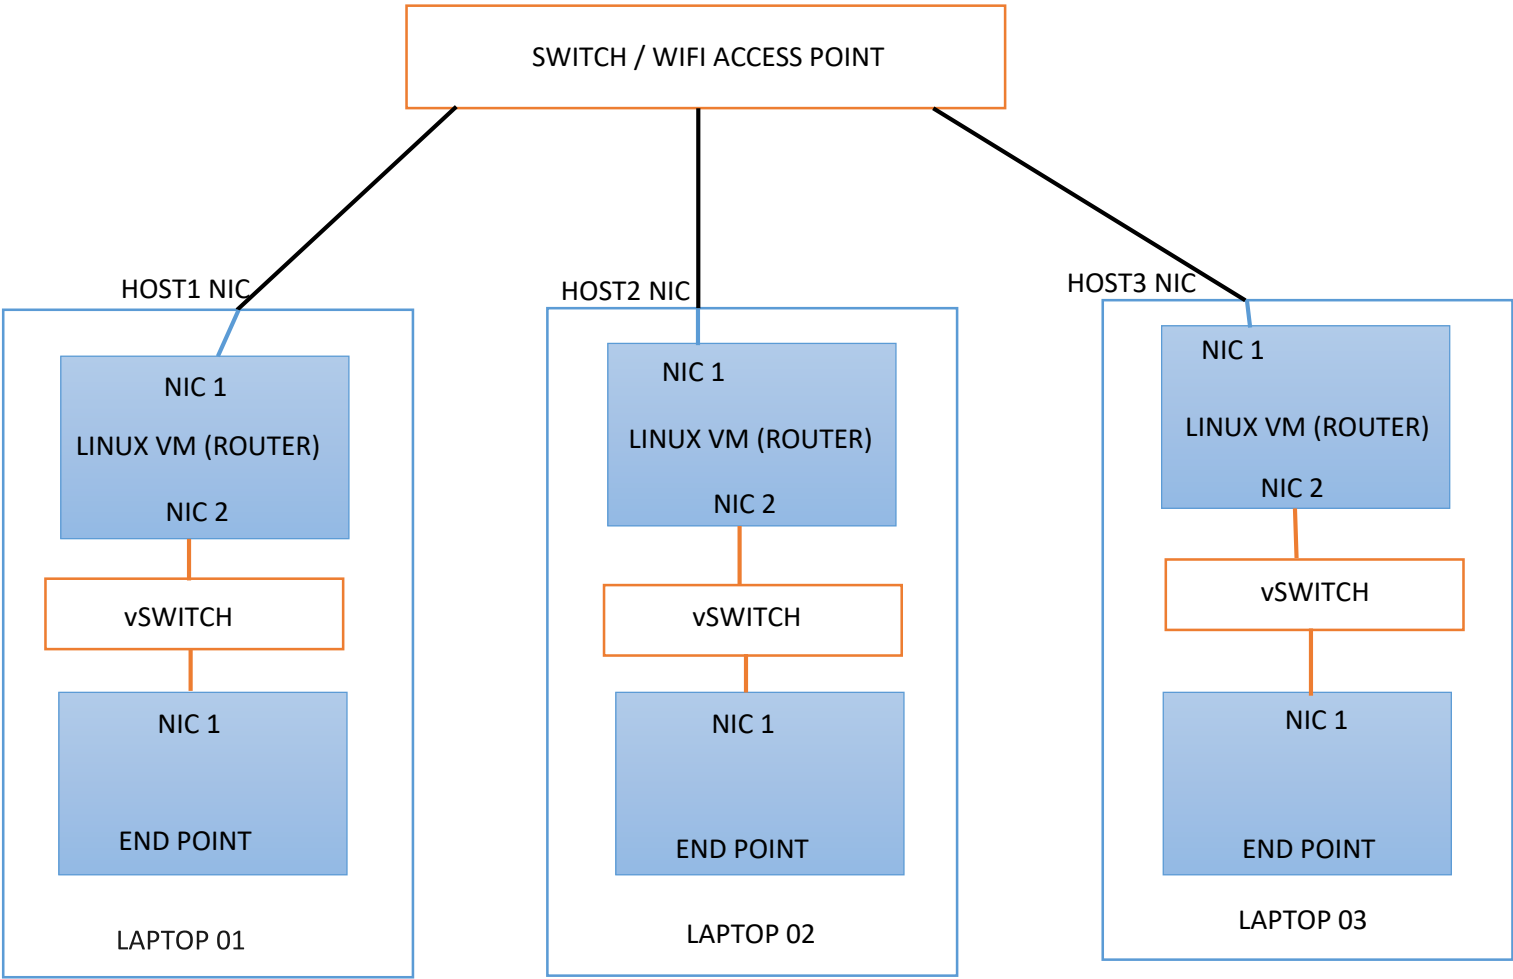 SWITCH / WIFI ACCESS POINT
HOST1 NIC
HOST2 NIC
HOST3 NIC
NIC 1
LINUX VM (ROUTER)
NIC 2
vSWITCH
NIC 1
END POINT
LAPTOP 01
NIC 1
LINUX VM (ROUTER)
NIC 2
vSWITCH
NIC 1
END POINT
LAPTOP 02
NIC 1
LINUX VM (ROUTER)
NIC 2
vSWITCH
NIC 1
END POINT
LAPTOP 03